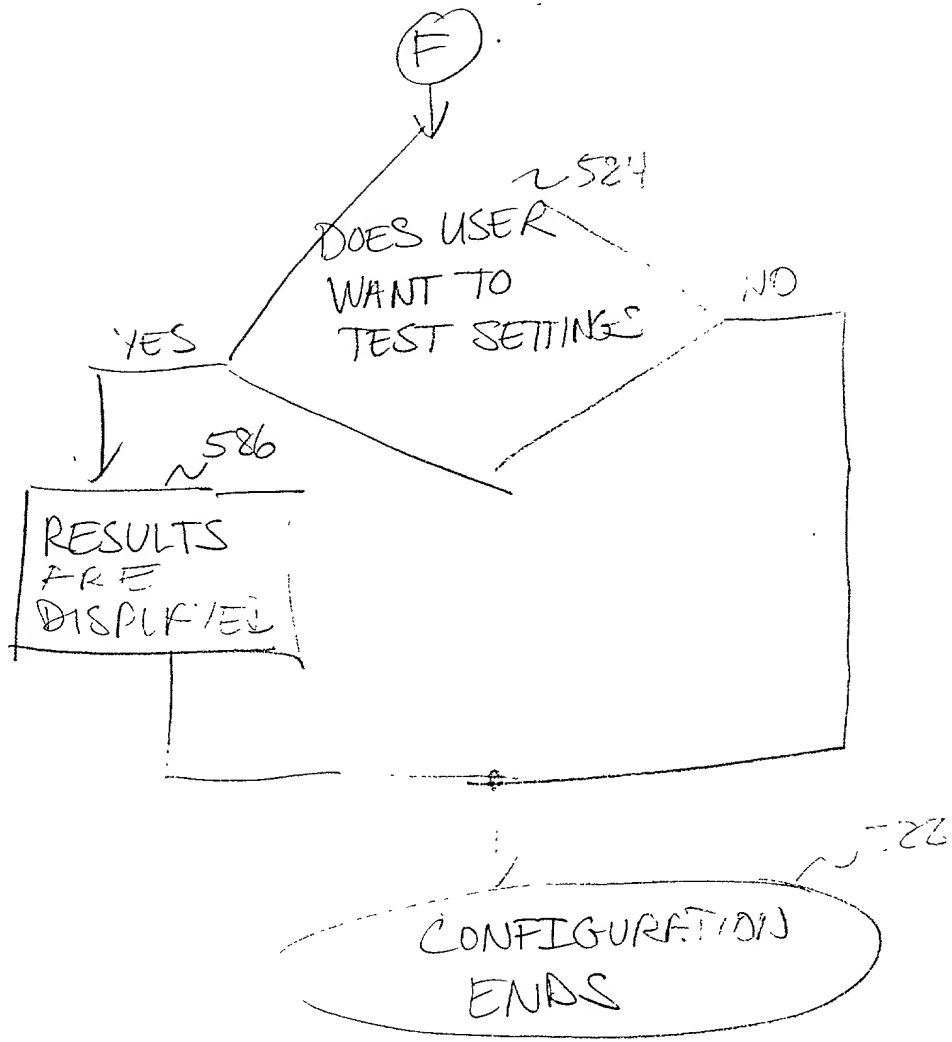 F
524
DOES USER
WANT TO
TEST SETTINGS
NO
YES
586
RESULTS
ARE
DISPLAYED
CONFIGURATION
ENDS